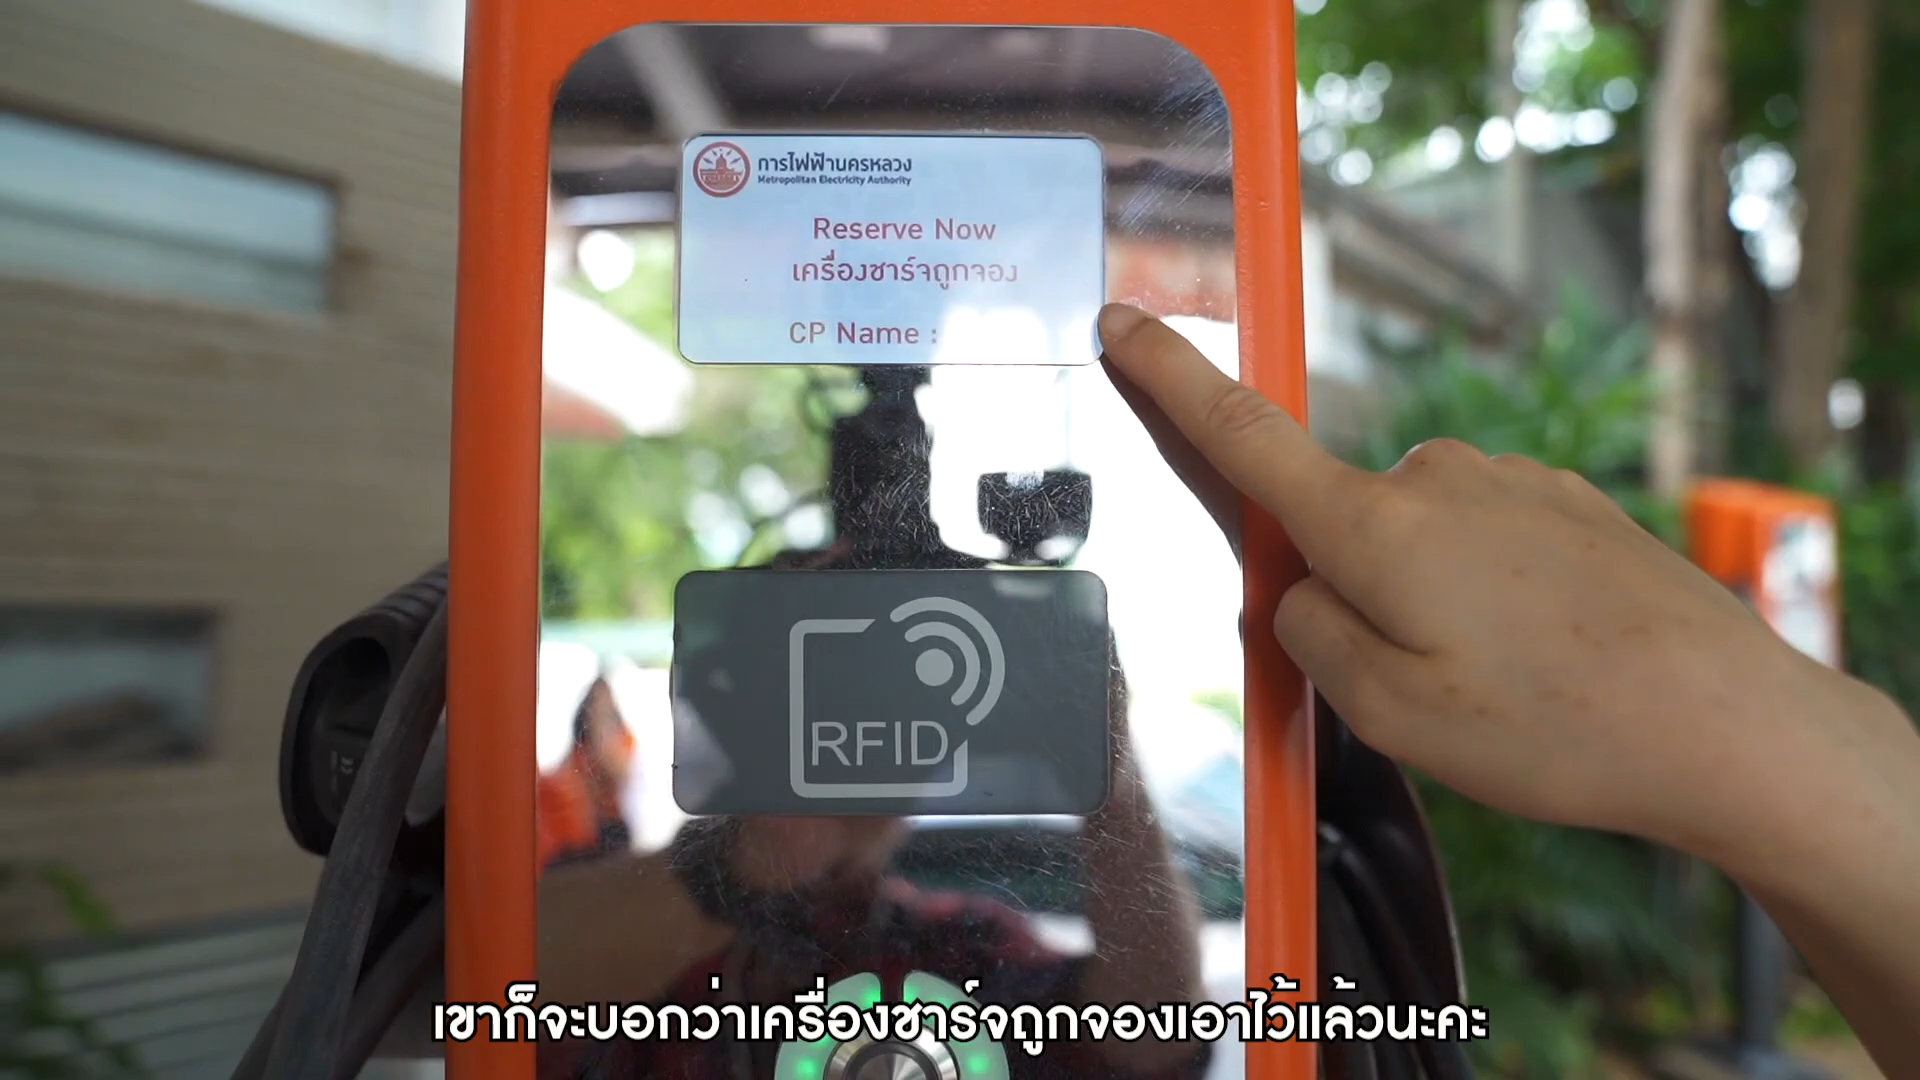 การไฟฟ้านครหลวง
Metropolitan Electricity Authority
Reserve Now
เครื่องชาร์จถูกจอง
CP Name :
RFID
เขาก็จะบอกว่าเครื่องชาร์จถูกจองเอาไว้แล้วนะคะ